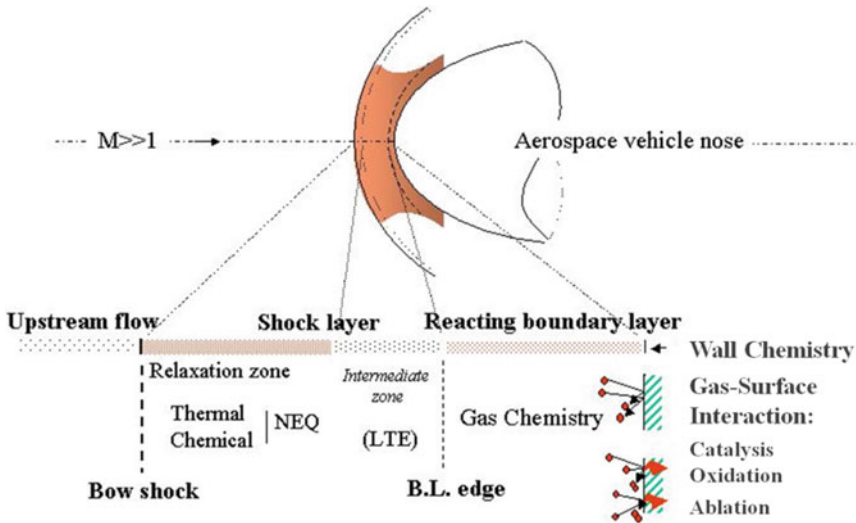 M>>1
Aerospace vehicle nose
Upstream flow
Shock layer
Reacting boundary layer
Wall Chemistry
Relaxation zone
Intermediate
zone
Thermal
Chemical
NEQ
(LTE)
Gas Chemistry
Gas-Surface
Interaction:
Catalysis
Oxidation
Ablation
Bow shock
B.L. edge